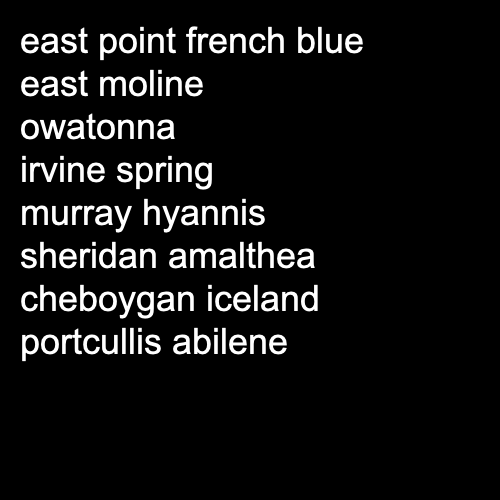 east point french blue
east moline
owatonna
irvine spring
murray hyannis
sheridan amalthea
cheboygan iceland
portcullis abilene